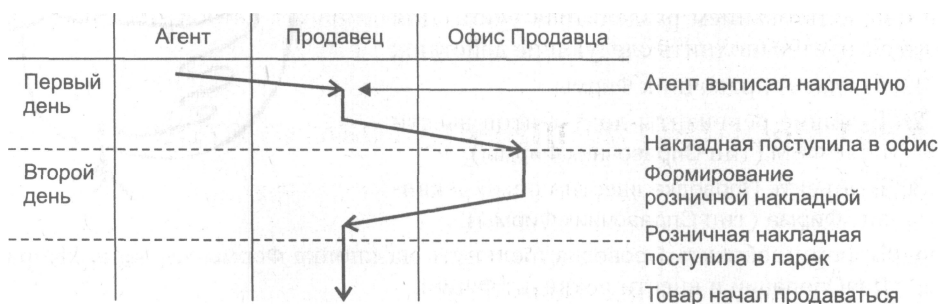 Агент Продавец Офис Продавца
Первый
день
Агент выписал накладную
Накладная поступила в офис
Второй
день
Формирование
розничной накладной
Розничная накладная
поступила в ларек
Товар начал продаваться